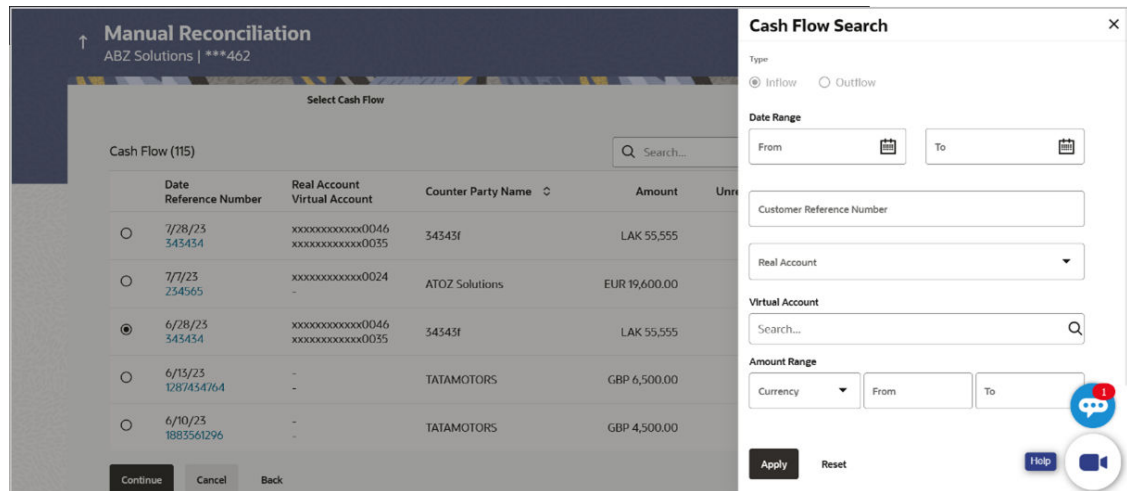 Manual Reconciliation
ABZ Solutions | ***462
Select Cash Flow
Cash Flow (115)
Search...
Date
Reference Number
Real Account
Virtual Account
Counter Party Name
Amount
Unre
7/28/23
343434
xxxxxxxxxxxx0046
xxxxxxxxxxxx0035
34343f
LAK 55,555
7/7/23
234565
xxxxxxxxxxxx0024
-
ATOZ Solutions
EUR 19,600.00
6/28/23
343434
xxxxxxxxxxxx0046
xxxxxxxxxxxx0035
34343f
LAK 55,555
6/13/23
1287434764
-
-
TATAMOTORS
GBP 6,500.00
6/10/23
1883561296
-
-
TATAMOTORS
GBP 4,500.00
Continue
Cancel
Back
Cash Flow Search
Type
Inflow
Outflow
Date Range
From
To
Customer Reference Number
Real Account
Virtual Account
Search...
Amount Range
Currency
From
To
1
Apply
Reset
Help